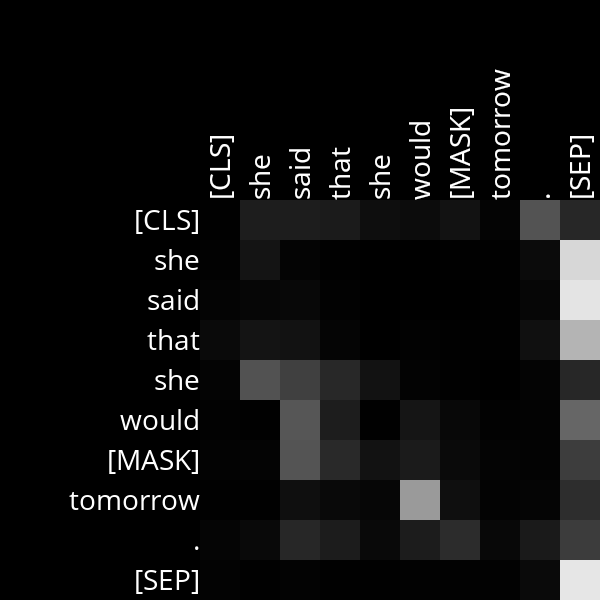 [CLS]
she
said
that
she
would
[MASK]
tomorrow
.
[SEP]
[CLS]
she
said
that
she
would
[MASK]
tomorrow
.
[SEP]